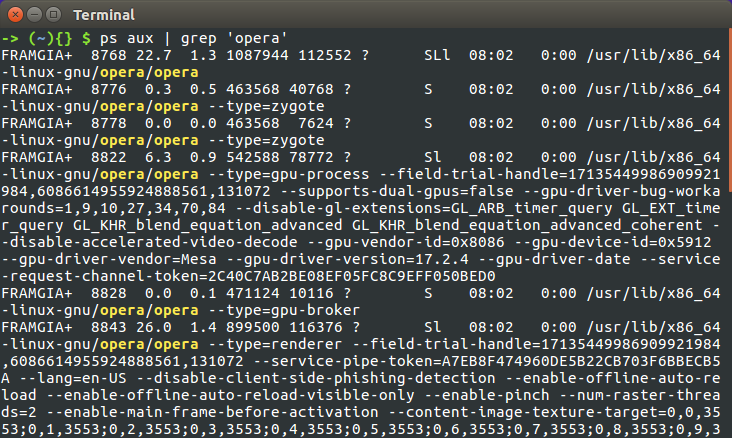 Terminal
-> (~){} $ ps aux | grep 'opera'
FRAMGIA+  8768 22.7  1.3 1087944 112552 ?      SLl  08:02   0:00 /usr/lib/x86_64
-linux-gnu/opera/opera
FRAMGIA+  8776  0.3  0.5 463568 40768 ?        S    08:02   0:00 /usr/lib/x86_64
-linux-gnu/opera/opera --type=zygote
FRAMGIA+  8778  0.0  0.0 463568  7624 ?        S    08:02   0:00 /usr/lib/x86_64
-linux-gnu/opera/opera --type=zygote
FRAMGIA+  8822  6.3  0.9 542588 78772 ?        Sl   08:02   0:00 /usr/lib/x86_64
-linux-gnu/opera/opera --type=gpu-process --field-trial-handle=17135449986909921
984,6086614955924888561,131072 --supports-dual-gpus=false --gpu-driver-bug-worka
rounds=1,9,10,27,34,70,84 --disable-gl-extensions=GL_ARB_timer_query GL_EXT_time
r_query GL_KHR_blend_equation_advanced GL_KHR_blend_equation_advanced_coherent -
-disable-accelerated-video-decode --gpu-vendor-id=0x8086 --gpu-device-id=0x5912
--gpu-driver-vendor=Mesa --gpu-driver-version=17.2.4 --gpu-driver-date --service
-request-channel-token=2C40C7AB2BE08EF05FC8C9EFF050BED0
FRAMGIA+  8828  0.0  0.1 471124 10116 ?        S    08:02   0:00 /usr/lib/x86_64
-linux-gnu/opera/opera --type=gpu-broker
FRAMGIA+  8843 26.0  1.4 899500 116376 ?       Sl   08:02   0:00 /usr/lib/x86_64
-linux-gnu/opera/opera --type=renderer --field-trial-handle=17135449986909921984
,6086614955924888561,131072 --service-pipe-token=A7EB8F474960DE5B22CB703F6BBECB5
A --lang=en-US --disable-client-side-phishing-detection --enable-offline-auto-re
load --enable-offline-auto-reload-visible-only --enable-pinch --num-raster-threa
ds=2 --enable-main-frame-before-activation --content-image-texture-target=0,0,35
53;0,1,3553;0,2,3553;0,3,3553;0,4,3553;0,5,3553;0,6,3553;0,7,3553;0,8,3553;0,9,3